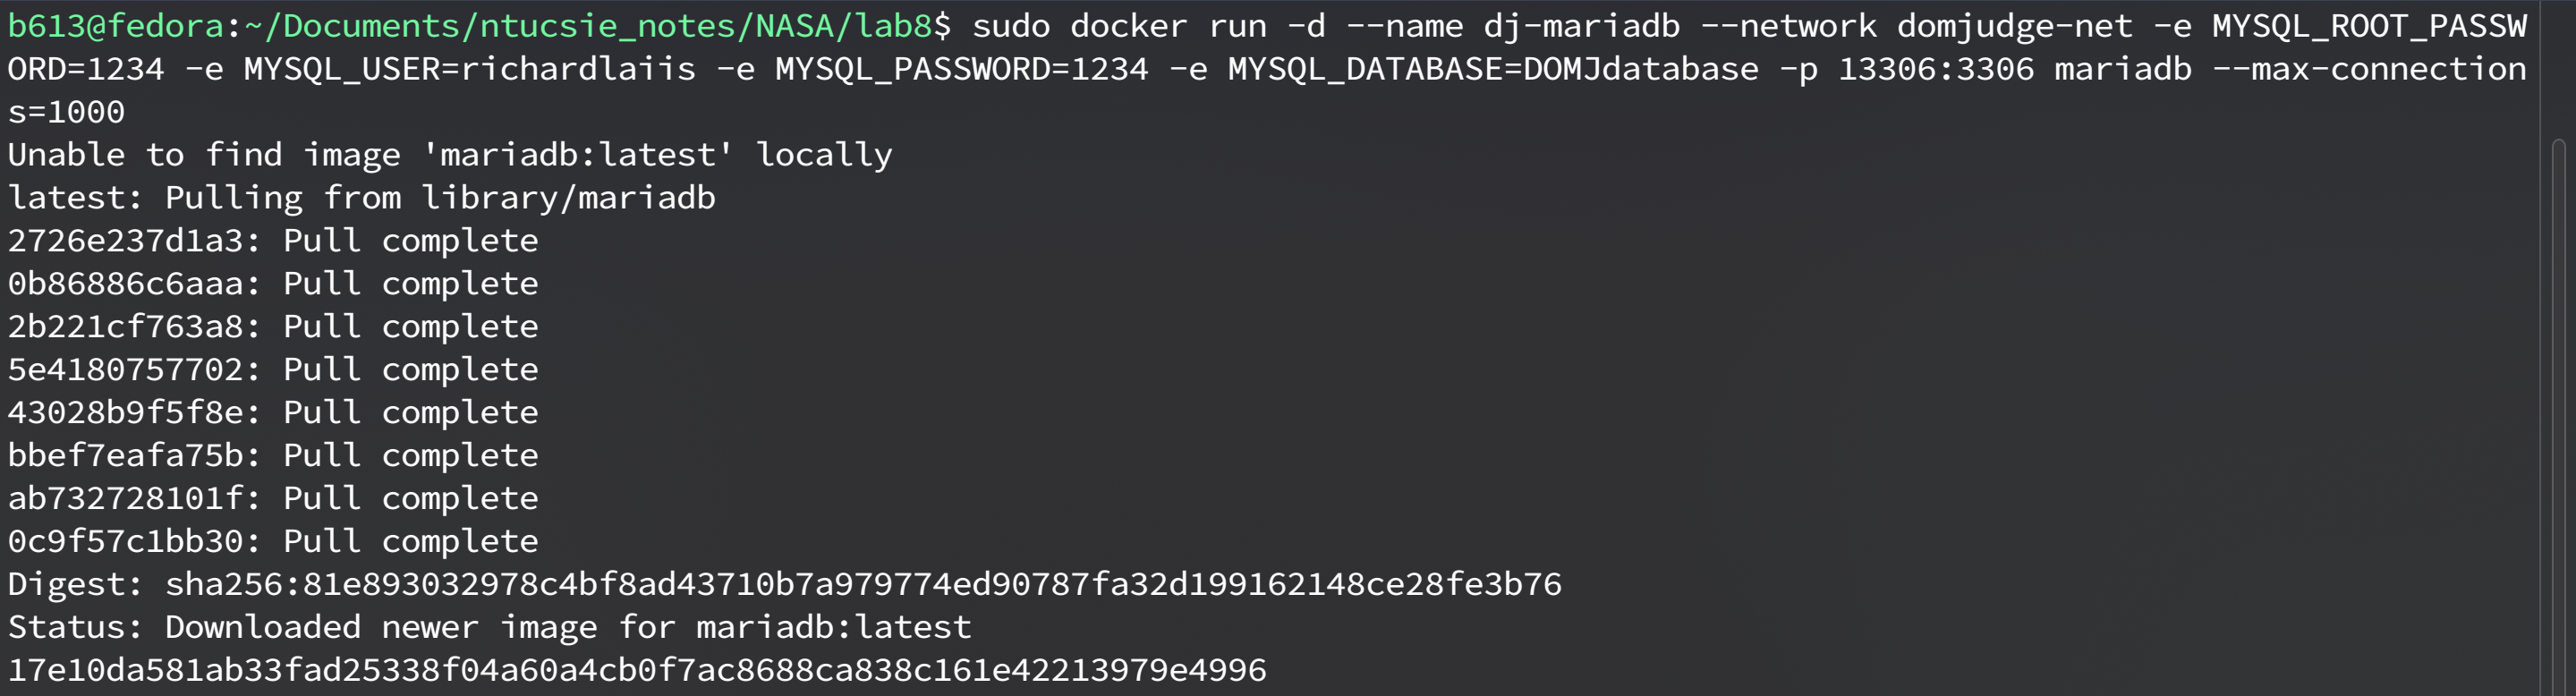 b613@fedora:~/Documents/ntucsie_notes/NASA/lab8$ sudo docker run -d --name dj-mariadb --network domjudge-net -e MYSQL_ROOT_PASSW
ORD=1234 -e MYSQL_USER=richardlaiis -e MYSQL_PASSWORD=1234 -e MYSQL_DATABASE=DOMJdatabase -p 13306:3306 mariadb --max-connection
s=1000
Unable to find image 'mariadb:latest' locally
latest: Pulling from library/mariadb
2726e237d1a3: Pull complete
0b86886c6aaa: Pull complete
2b221cf763a8: Pull complete
5e4180757702: Pull complete
43028b9f5f8e: Pull complete
bbef7eafa75b: Pull complete
ab732728101f: Pull complete
0c9f57c1bb30: Pull complete
Digest: sha256:81e893032978c4bf8ad43710b7a979774ed90787fa32d199162148ce28fe3b76
Status: Downloaded newer image for mariadb:latest
17e10da581ab33fad25338f04a60a4cb0f7ac8688ca838c161e42213979e4996